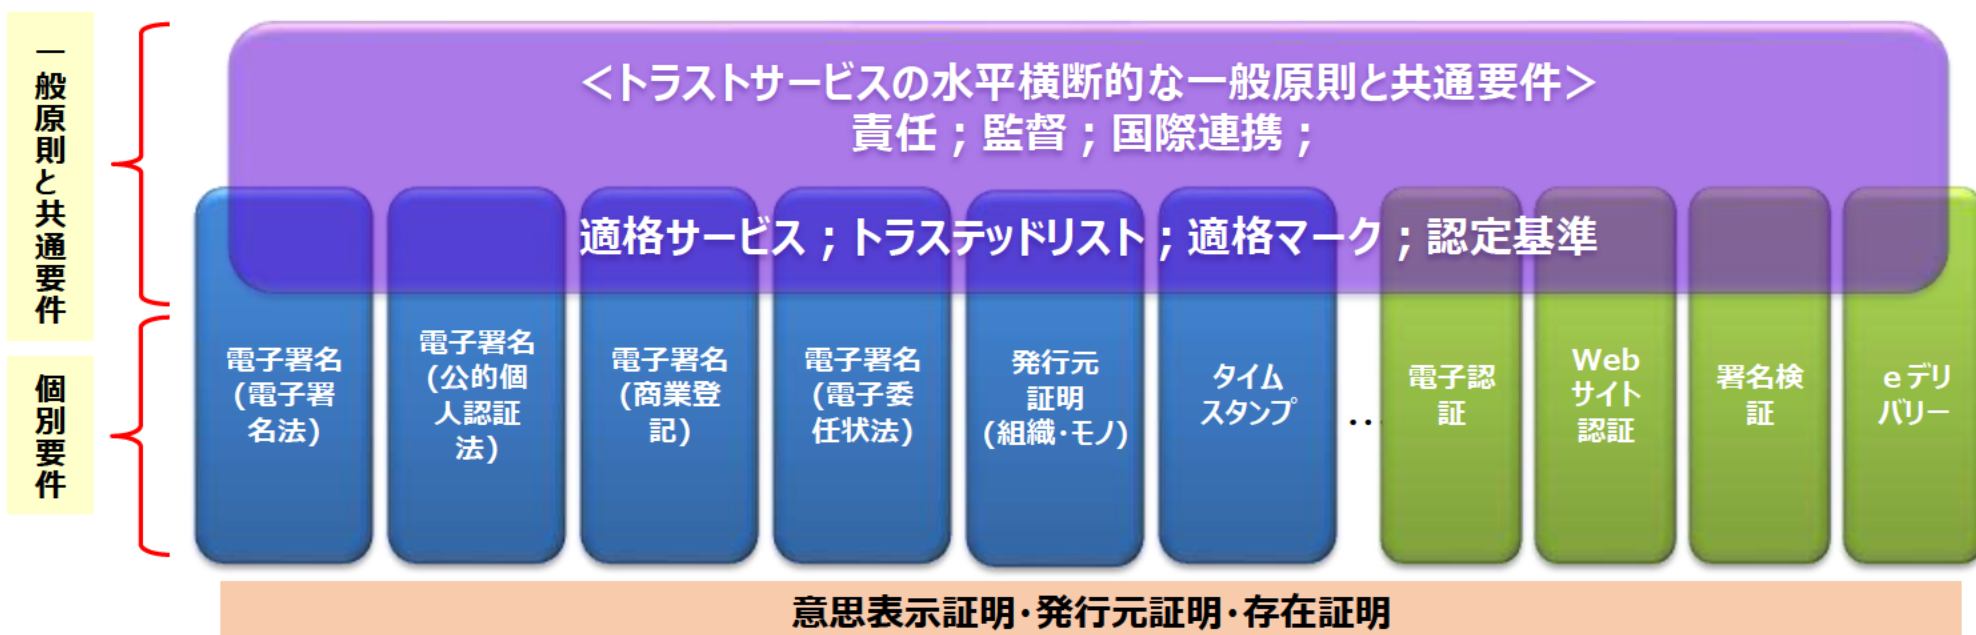 一般原則と共通要件
＜トラストサービスの水平横断的な一般原則と共通要件＞
責任；監督；国際連携；
適格サービス；トラステッドリスト；適格マーク；認定基準
個別要件
電子署名
(電子署
名法)
電子署名
(公的個
人認証
法)
電子署名
(商業登
記)
電子署名
(電子委
任状法)
発行元
証明
(組織・モノ)
タイム
スタンプ
…
電子認
証
Web
サイト
認証
署名検
証
eデリ
バリー
意思表示証明・発行元証明・存在証明